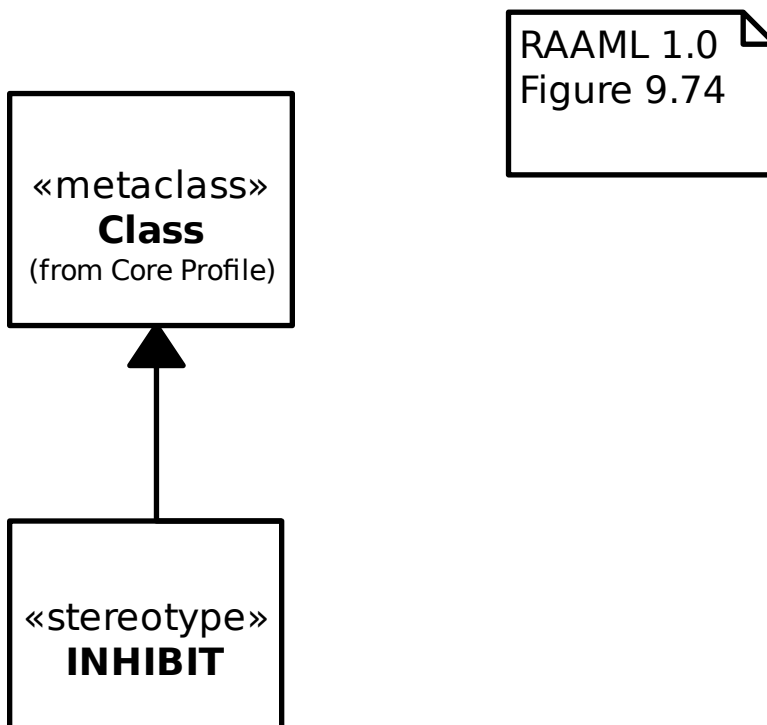 RAAML 1.0
Figure 9.74
«metaclass»
Class
(from Core Profile)
«stereotype»
INHIBIT